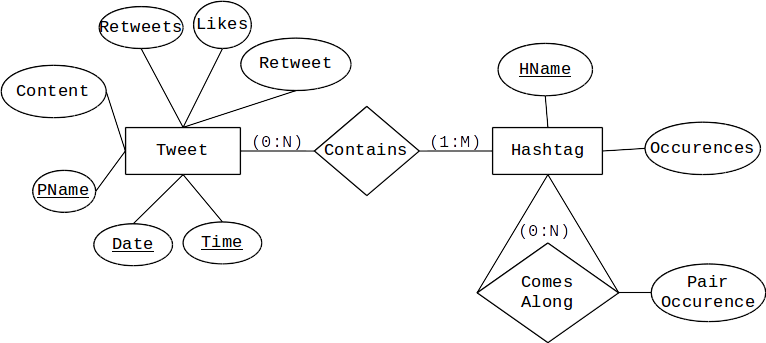 Retweets
Likes
Retweet
Content
HName
Tweet
(0:N)
Contains
(1:M)
Hashtag
Occurences
PName
Date
Time
(0:N)
Comes
Along
Pair
Occurence